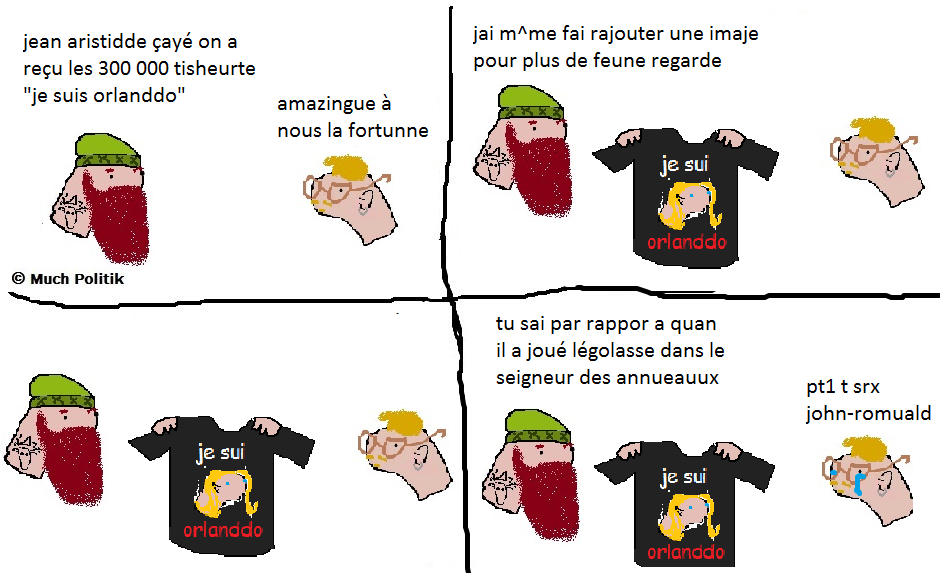 jean aristidde çayé on a
reçu les 300 000 tisheurte
"je suis orlanddo"
amazingue à
nous la fortunne
© Much Politik
jai m^me fai rajouter une imaje
pour plus de feune regarde
je sui
orlanddo
je sui
orlanddo
tu sai par rappor a quan
il a joué légolasse dans le
seigneur des annueauux
pt1 t srx
john-romuald
je sui
orlanddo